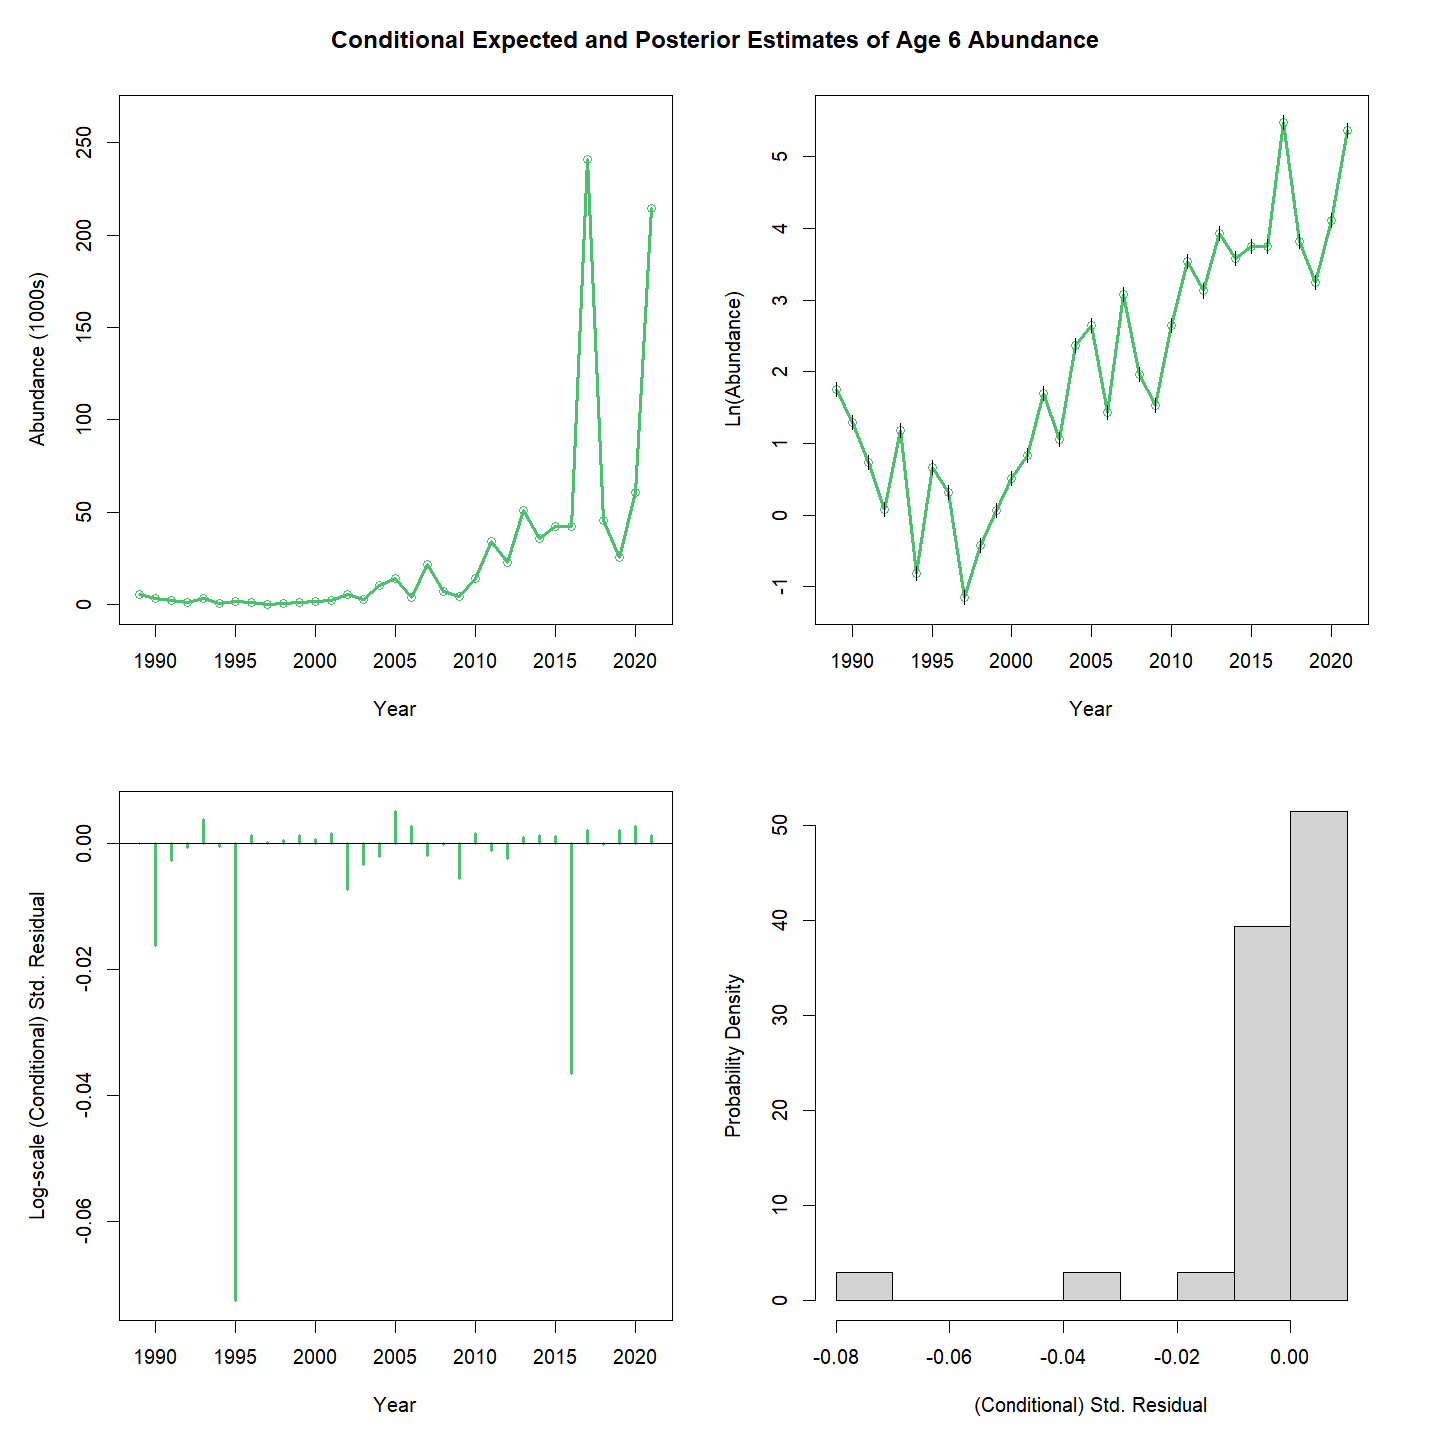 Conditional Expected and Posterior Estimates of Age 6 Abundance
Abundance (1000s)
250
200
150
100
50
0
1990 1995 2000 2005 2010 2015 2020
Year
Ln(Abundance)
5
4
3
2
1
0
-1
1990 1995 2000 2005 2010 2015 2020
Year
Log-scale (Conditional) Std. Residual
0.00
-0.02
-0.04
-0.06
1990 1995 2000 2005 2010 2015 2020
Year
Probability Density
50
40
30
20
10
0
-0.08 -0.06 -0.04 -0.02 0.00
(Conditional) Std. Residual